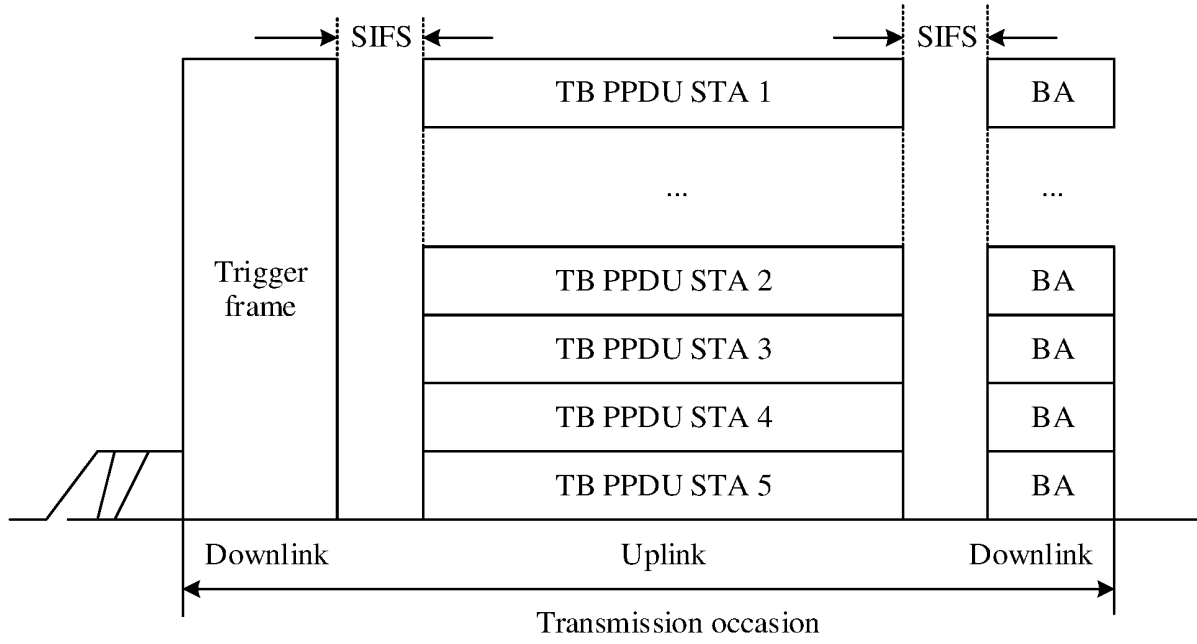 SIFS
SIFS
TB PPDU STA 1
BA
...
...
Trigger
frame
TB PPDU STA 2
BA
TB PPDU STA 3
BA
TB PPDU STA 4
BA
TB PPDU STA 5
BA
Downlink
Uplink
Downlink
Transmission occasion